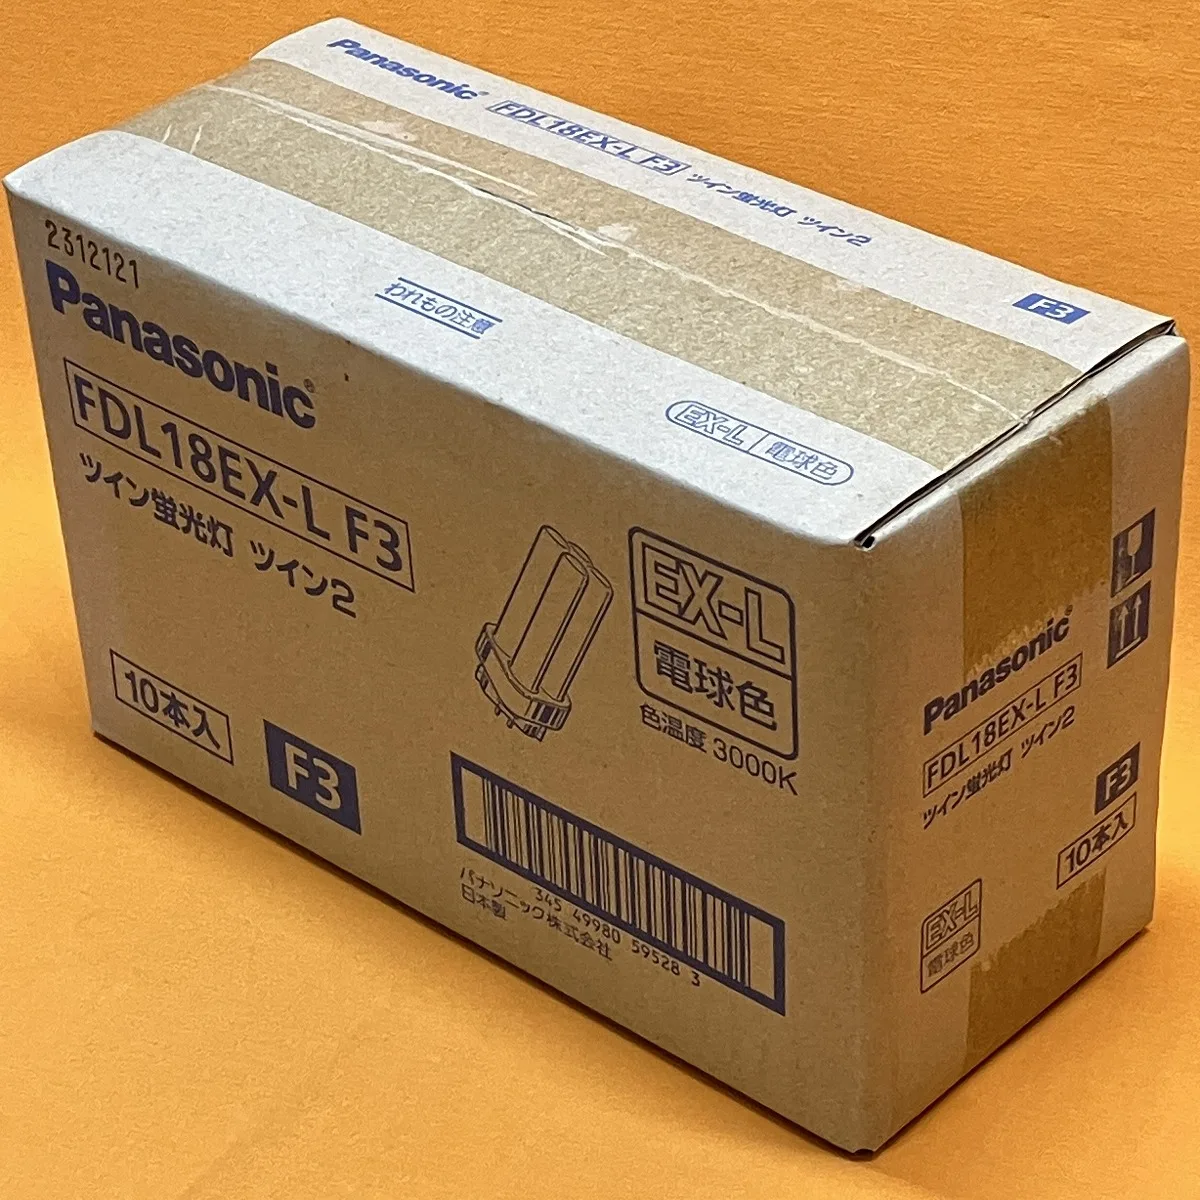 Panasonic
FDL18EX-L F3
ツイン蛍光灯 ツイン2
F3
われもの注意
EX-L 電球色
2312121
Panasonic®
FDL18EX-L F3
ツイン蛍光灯 ツイン2
10本入
F3
EX-L
電球色
色温度 3000K
345 49980 59528 3
パナソニック株式会社
日本製
Panasonic®
FDL18EX-L F3
ツイン蛍光灯 ツイン2
F3
10本入
EX-L
電球色